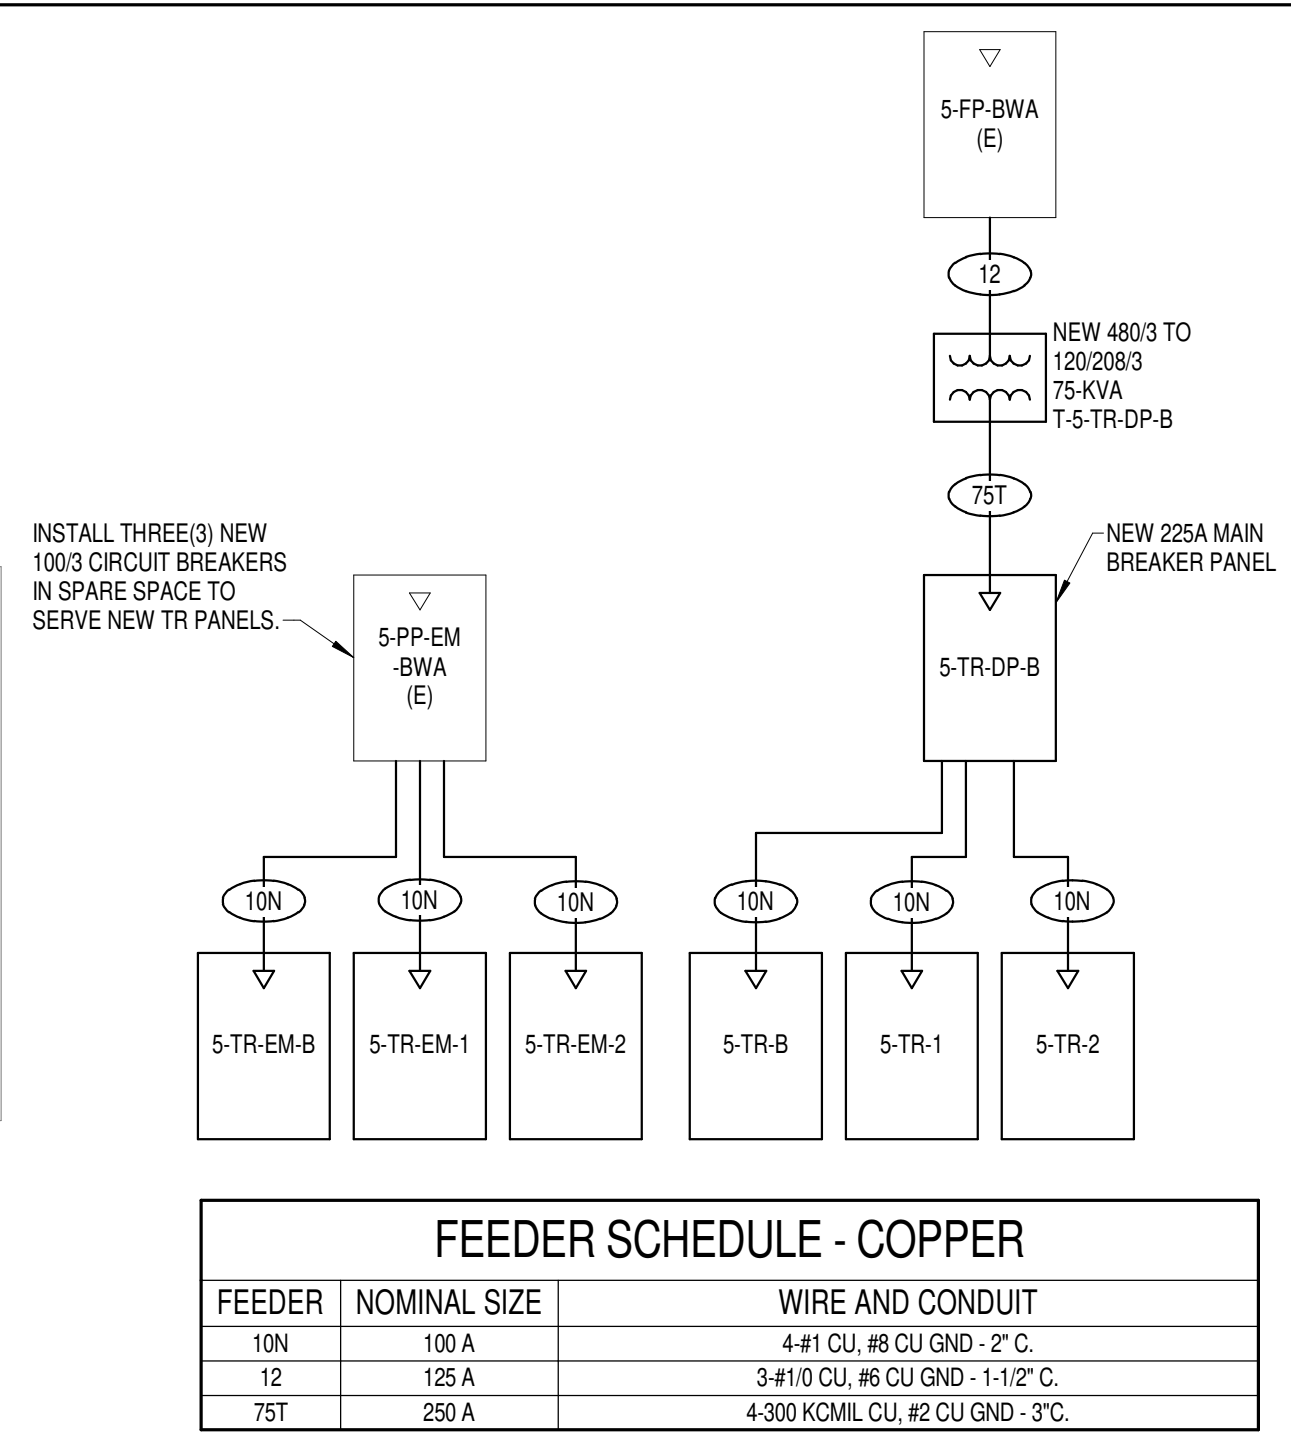 5-FP-BWA
(E)
12
NEW 480/3 TO
120/208/3
75-KVA
T-5-TR-DP-B
75T
INSTALL THREE(3) NEW
100/3 CIRCUIT BREAKERS
IN SPARE SPACE TO
SERVE NEW TR PANELS.
NEW 225A MAIN
BREAKER PANEL
5-PP-EM
-BWA
(E)
5-TR-DP-B
10N 10N 10N 10N 10N 10N
5-TR-EM-B 5-TR-EM-1 5-TR-EM-2 5-TR-B 5-TR-1 5-TR-2
FEEDER SCHEDULE - COPPER
FEEDER NOMINAL SIZE WIRE AND CONDUIT
10N 100 A 4-#1 CU, #8 CU GND - 2" C.
12 125 A 3-#1/0 CU, #6 CU GND - 1-1/2" C.
75T 250 A 4-300 KCMIL CU, #2 CU GND - 3"C.